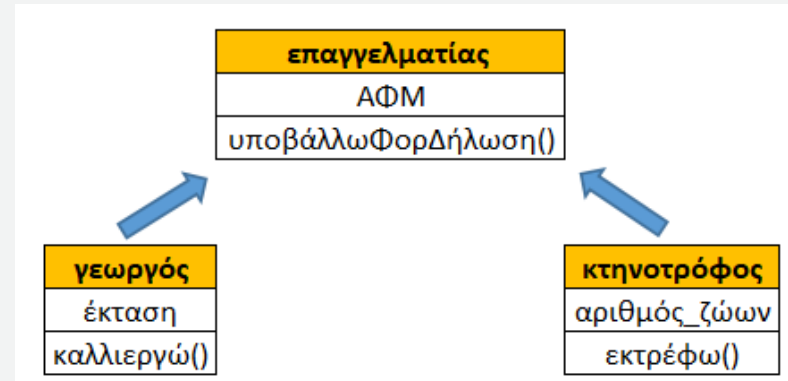 επαγγελματίας
ΑΦΜ
υποβάλλωΦορΔήλωση()
γεωργός
έκταση
καλλιεργώ()
κτηνοτρόφος
αριθμός_ζώων
εκτρέφω()